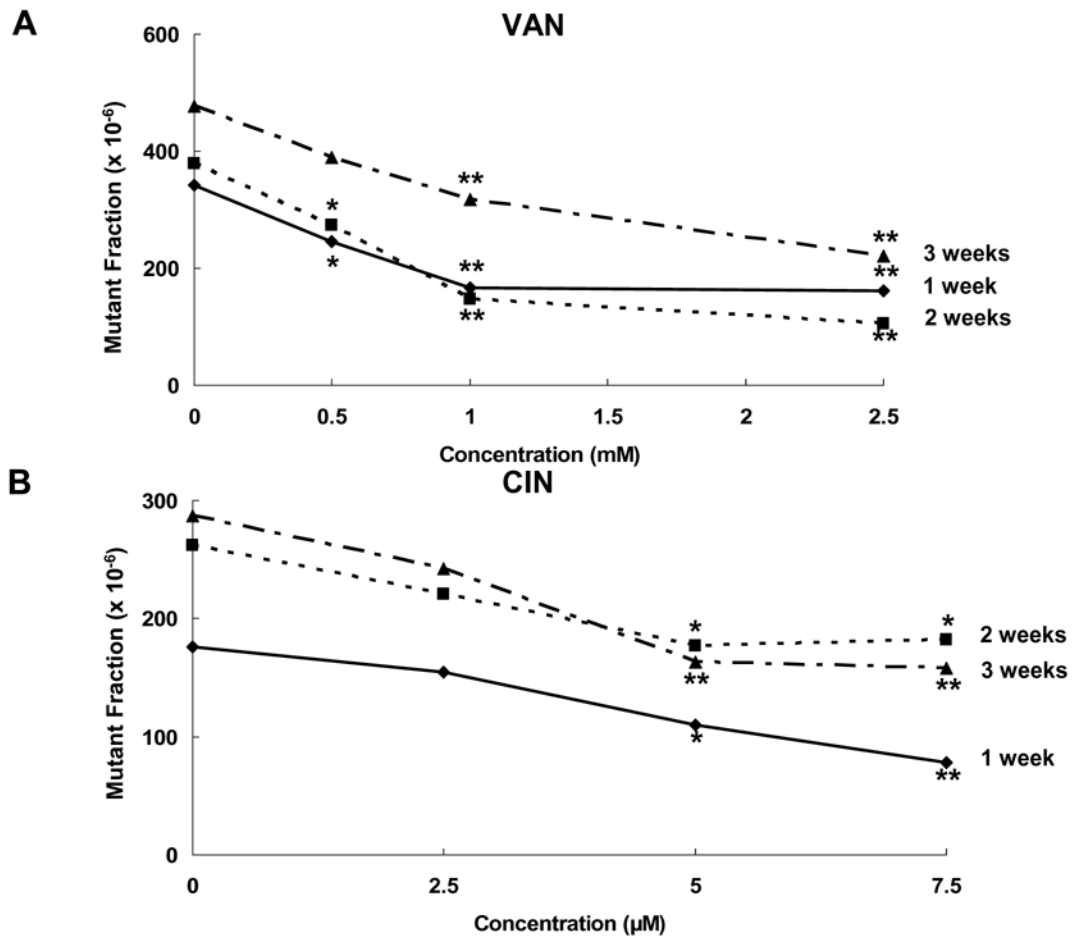 A
VAN
600
400
200
0
Mutant Fraction (x 10-6)
*
*
**
**
**
**
**
**
3 weeks
1 week
2 weeks
0 0.5 1 1.5 2 2.5
Concentration (mM)
B
CIN
300
200
100
0
Mutant Fraction (x 10-6)
*
*
**
**
*
**
2 weeks
3 weeks
1 week
0 2.5 5 7.5
Concentration (µM)